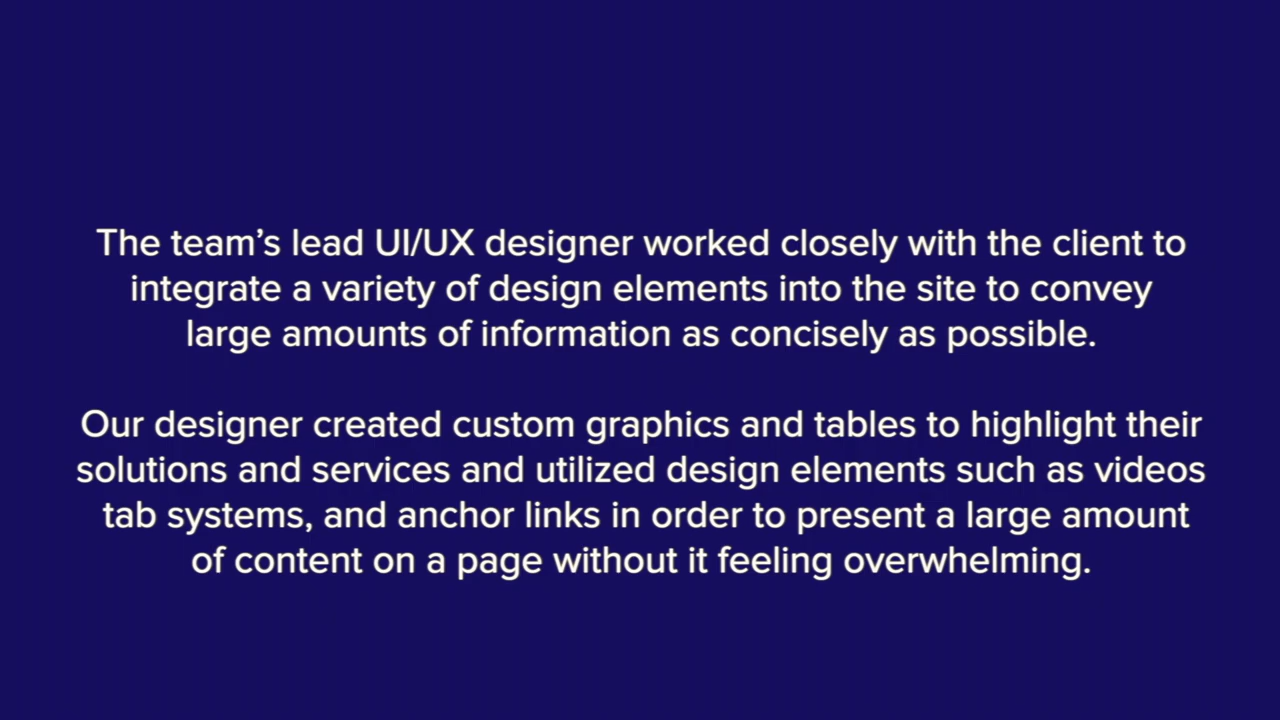 The team’s lead UI/UX designer worked closely with the client to
integrate a variety of design elements into the site to convey
large amounts of information as concisely as possible.
Our designer created custom graphics and tables to highlight their
solutions and services and utilized design elements such as videos
tab systems, and anchor links in order to present a large amount
of content on a page without it feeling overwhelming.